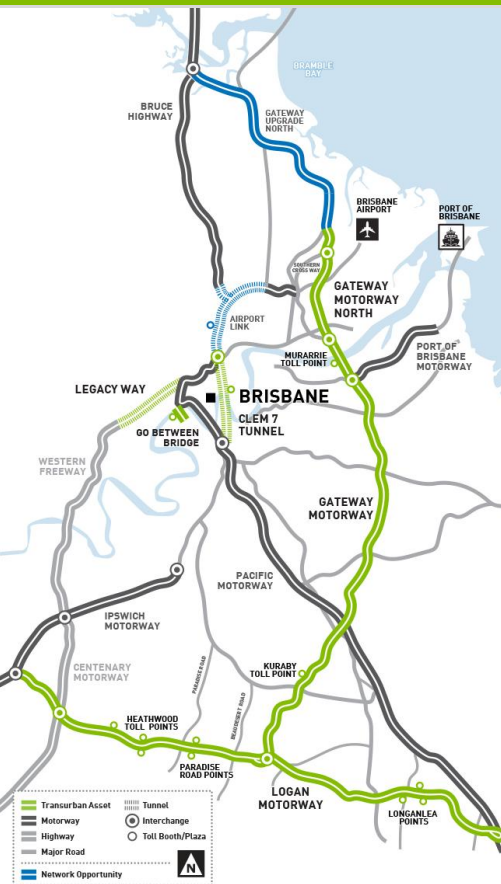 BRAMBLE
BAY
BRUCE
HIGHWAY
GATEWAY
UPGRADE
NORTH
BRISBANE
AIRPORT
PORT OF
BRISBANE
SOUTHERN
CROSS WAY
GATEWAY
MOTORWAY
NORTH
AIRPORT
LINK
MURARRIE
TOLL POINT
PORT OF
BRISBANE
MOTORWAY
LEGACY WAY
BRISBANE
CLEM 7
TUNNEL
GO BETWEEN
BRIDGE
WESTERN
FREEWAY
GATEWAY
MOTORWAY
PACIFIC
MOTORWAY
IPSWICH
MOTORWAY
CENTENARY
MOTORWAY
PARADISE ROAD
KURABY
TOLL POINT
BEAUDESERT ROAD
HEATHWOOD
TOLL POINTS
PARADISE
ROAD POINTS
LOGAN
MOTORWAY
LONGANLEA
POINTS
Transurban Asset
Tunnel
Motorway
Interchange
Highway
Toll Booth/Plaza
Major Road
N
Network Opportunity